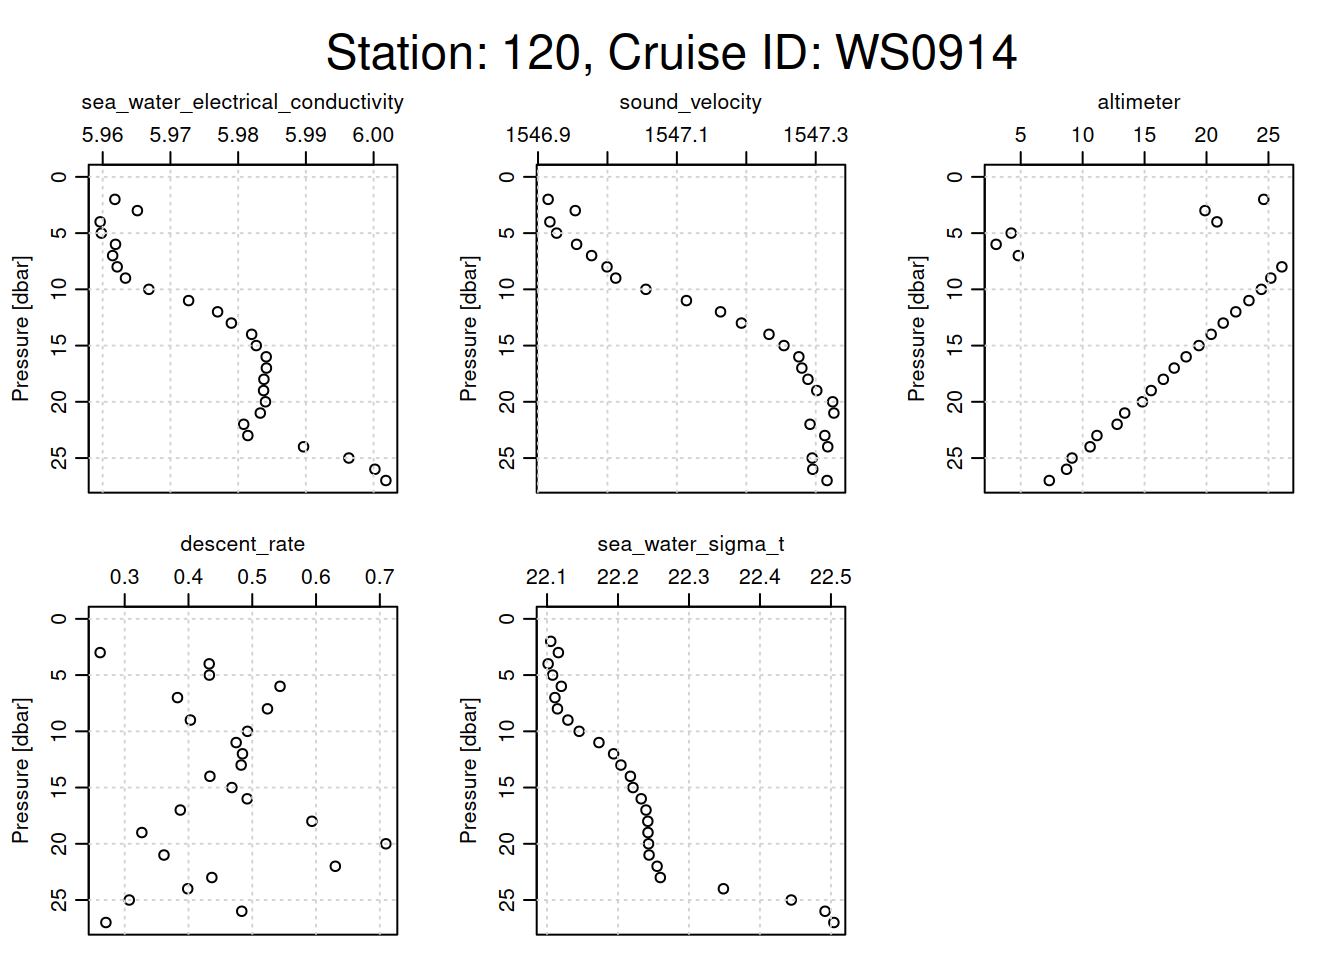 Station: 120, Cruise ID: WS0914
sea_water_electrical_conductivity
5.96 5.97 5.98 5.99 6.00
Pressure [dbar]
0 5 10 15 20 25
sound_velocity
1546.9 1547.1 1547.3
Pressure [dbar]
0 5 10 15 20 25
altimeter
5 10 15 20 25
Pressure [dbar]
0 5 10 15 20 25
descent_rate
0.3 0.4 0.5 0.6 0.7
Pressure [dbar]
0 5 10 15 20 25
sea_water_sigma_t
22.1 22.2 22.3 22.4 22.5
Pressure [dbar]
0 5 10 15 20 25